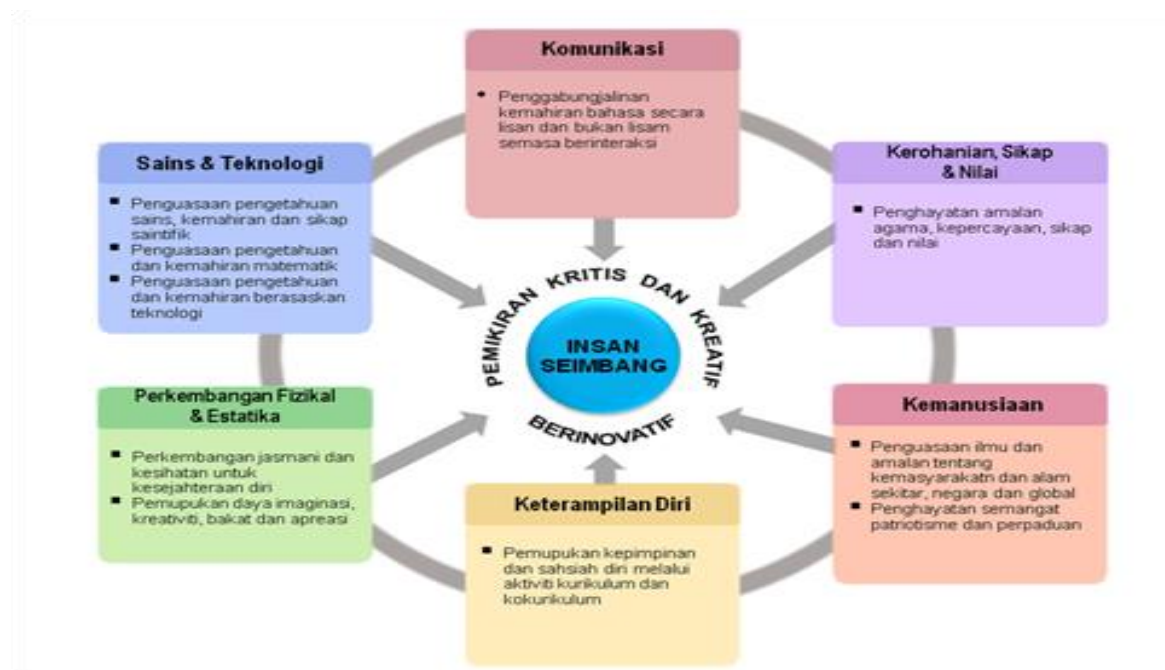 Komunikasi
• Penggabungjalinan
kemahiran bahasa secara
lisan dan bukan lisam
semasa berinteraksi
Sains & Teknologi
▪ Penguasaan pengetahuan
sains, kemahiran dan sikap
saintifik
▪ Penguasaan pengetahuan
dan kemahiran matematik
▪ Penguasaan pengetahuan
dan kemahiran berasaskan
teknologi
Kerohanian, Sikap
& Nilai
▪ Penghayatan amalan
agama, kepercayaan, sikap
dan nilai
PEMIKIRAN KRITIS DAN KREATIF
INSAN
SEIMBANG
BERINOVATIF
Perkembangan Fizikal
& Estatika
▪ Perkembangan jasmani dan
kesihatan untuk
kesejahteraan diri
▪ Pemupukan daya imaginasi,
kreativiti, bakat dan apreasi
Keterampilan Diri
▪ Pemupukan kepimpinan
dan sahsiah diri melalui
aktiviti kurikulum dan
kokurikulum
Kemanusiaan
▪ Penguasaan ilmu dan
amalan tentang
kemasyarakatn dan alam
sekitar, negara dan global
▪ Penghayatan semangat
patriotisme dan perpaduan